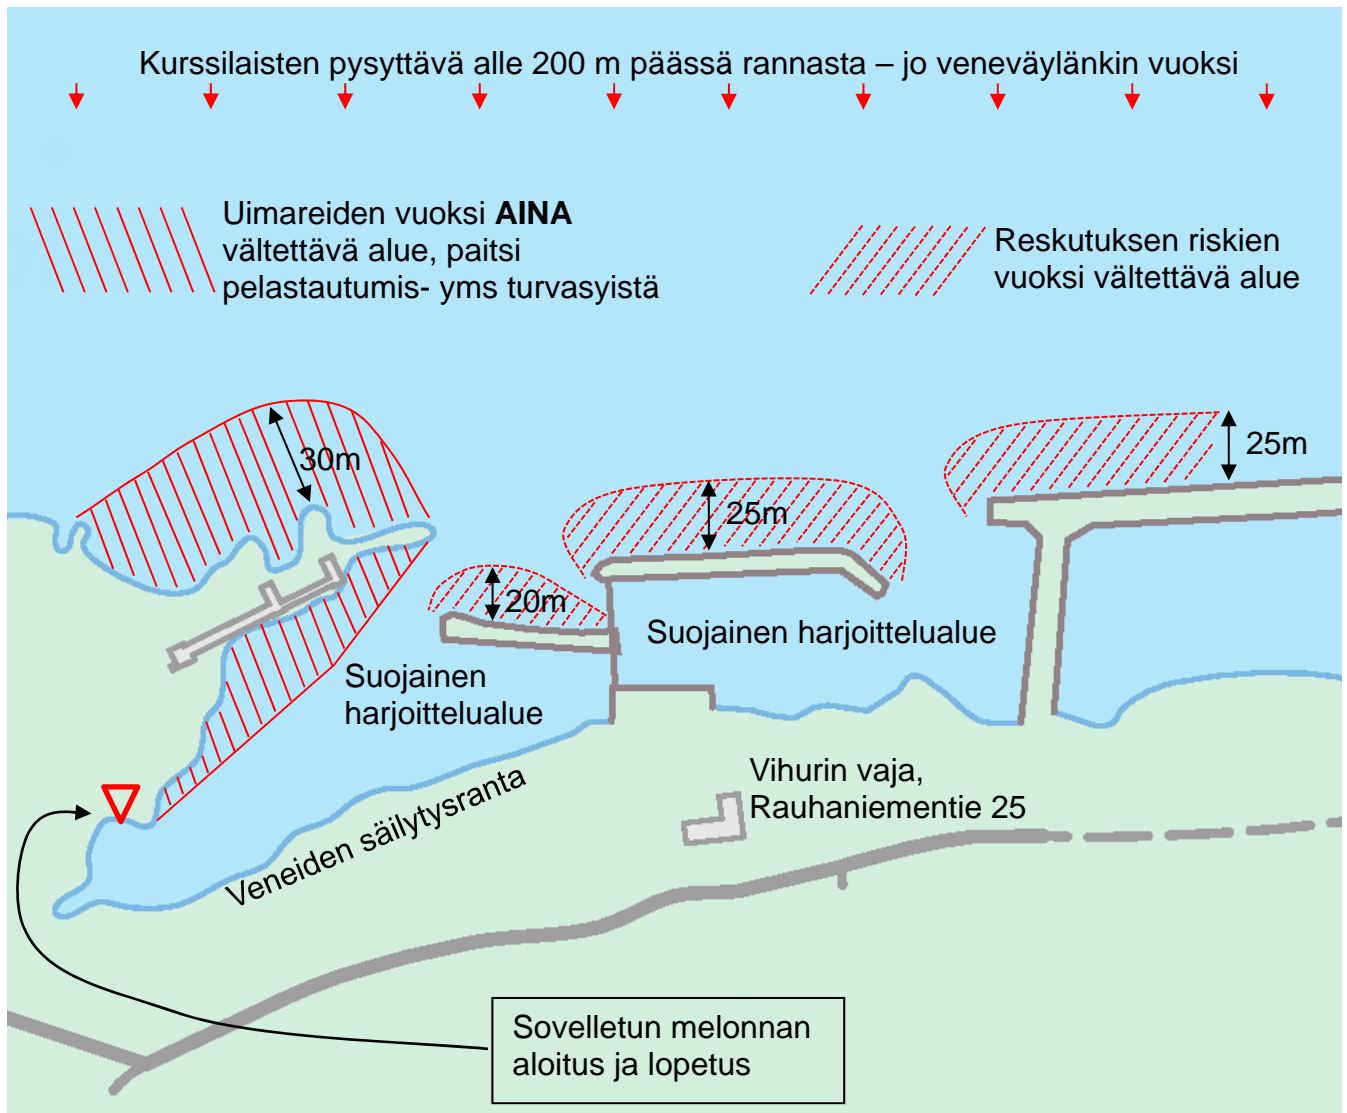 Kurssilaisten pysyttävä alle 200 m päässä rannasta – jo veneväylänkin vuoksi
Uimareiden vuoksi AINA
vältettävä alue, paitsi
pelastautumis- yms turvasyistä
Reskutuksen riskien
vuoksi vältettävä alue
30m
25m
25m
20m
Suojainen harjoittelualue
Suojainen
harjoittelualue
Veneiden säilytysranta
Vihurin vaja,
Rauhaniementie 25
Sovelletun melonnan
aloitus ja lopetus